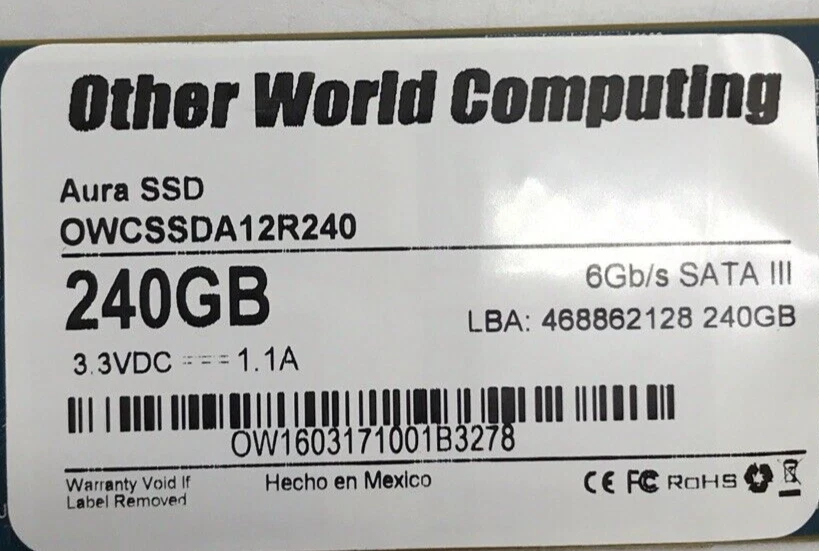 Other World Computing
Aura SSD
OWCSSDA12R240
240GB
6Gb/s SATA III
LBA: 468862128 240GB
3.3VDC 1.1A
OW1603171001B3278
Warranty Void If
Label Removed
Hecho en Mexico
CE FC RoHS